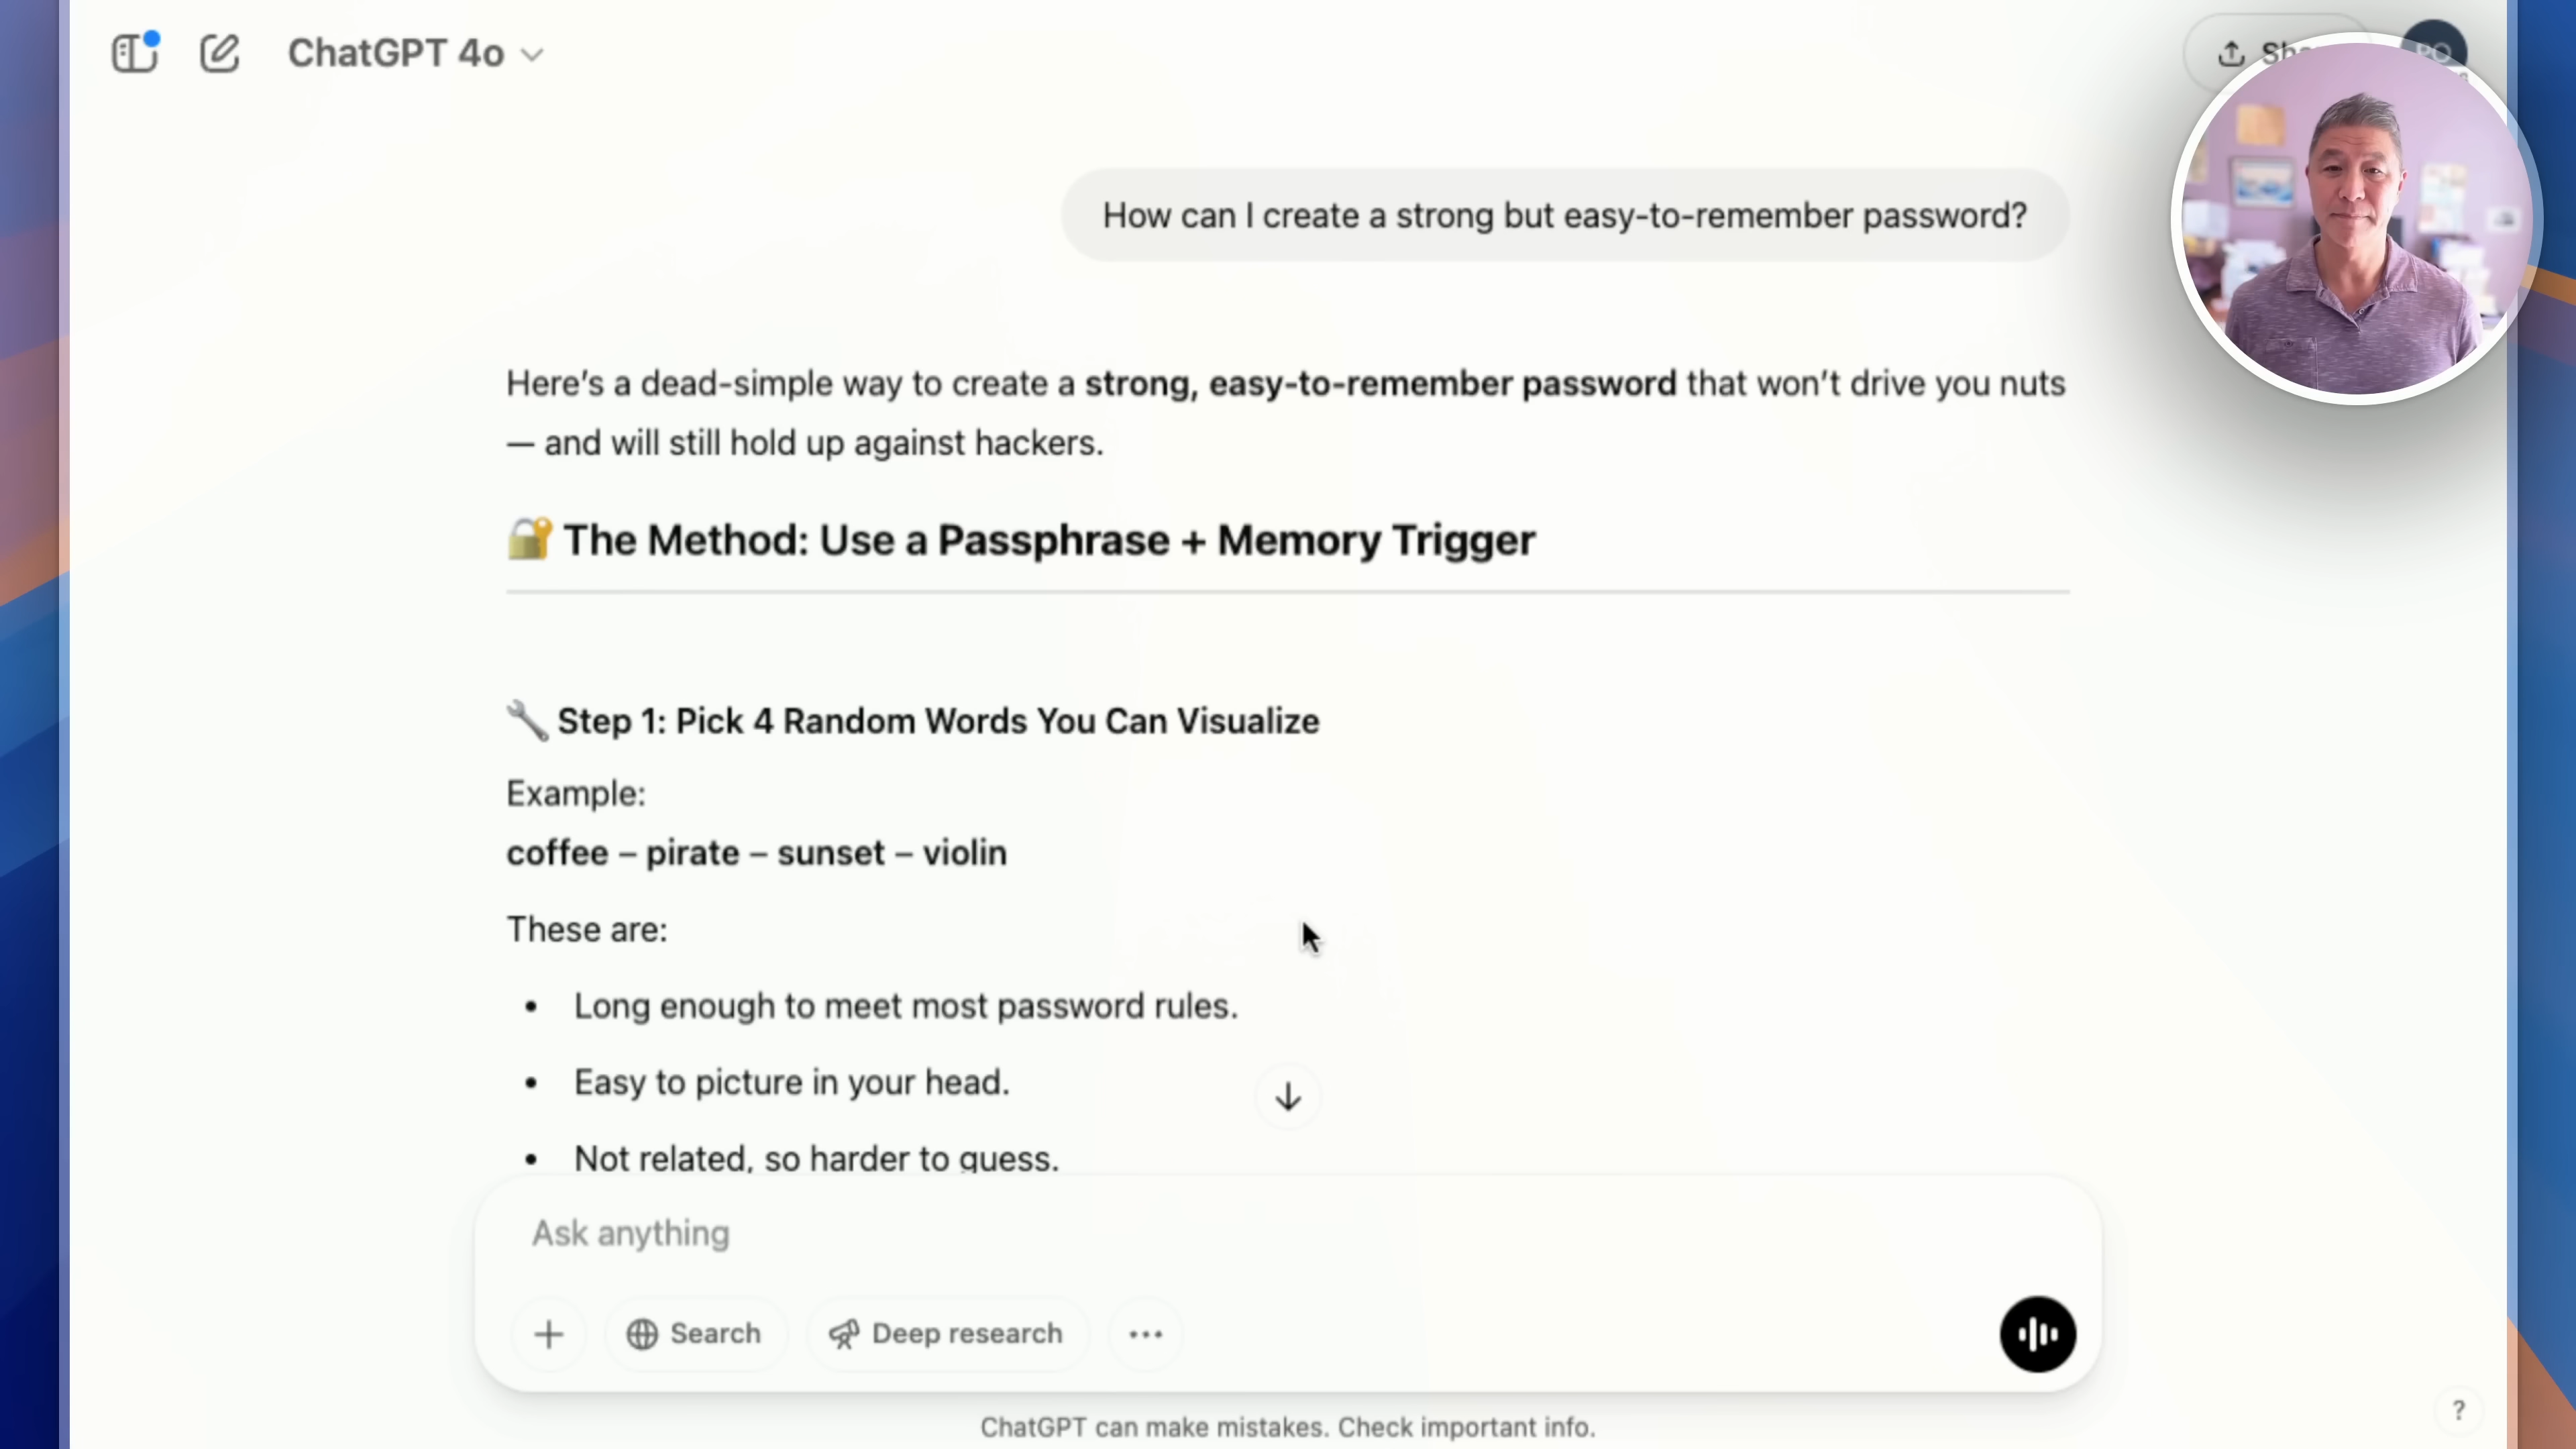 ChatGPT 4o
How can I create a strong but easy-to-remember password?
Here's a dead-simple way to create a strong, easy-to-remember password that won't drive you nuts
— and will still hold up against hackers.
🔐 The Method: Use a Passphrase + Memory Trigger
🔧 Step 1: Pick 4 Random Words You Can Visualize
Example:
coffee – pirate – sunset – violin
These are:
• Long enough to meet most password rules.
• Easy to picture in your head.
• Not related, so harder to guess.
Ask anything
Search
Deep research
ChatGPT can make mistakes. Check important info.
?